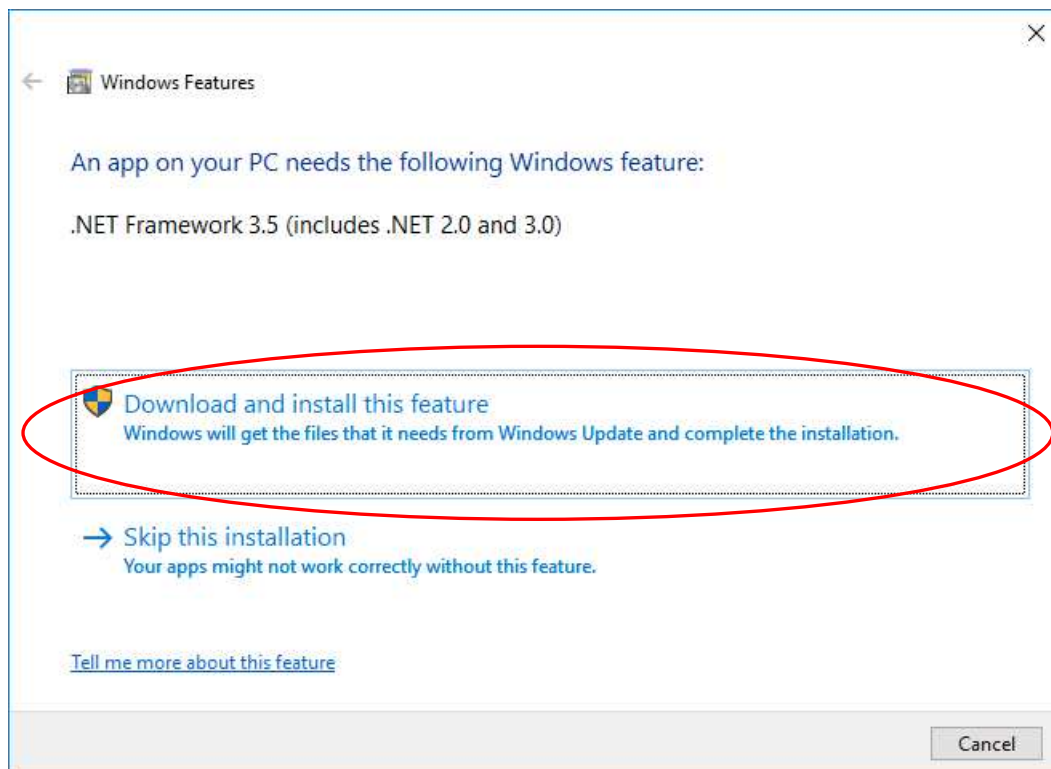 Windows Features
An app on your PC needs the following Windows feature:
.NET Framework 3.5 (includes .NET 2.0 and 3.0)
Download and install this feature
Windows will get the files that it needs from Windows Update and complete the installation.
Skip this installation
Your apps might not work correctly without this feature.
Tell me more about this feature
Cancel